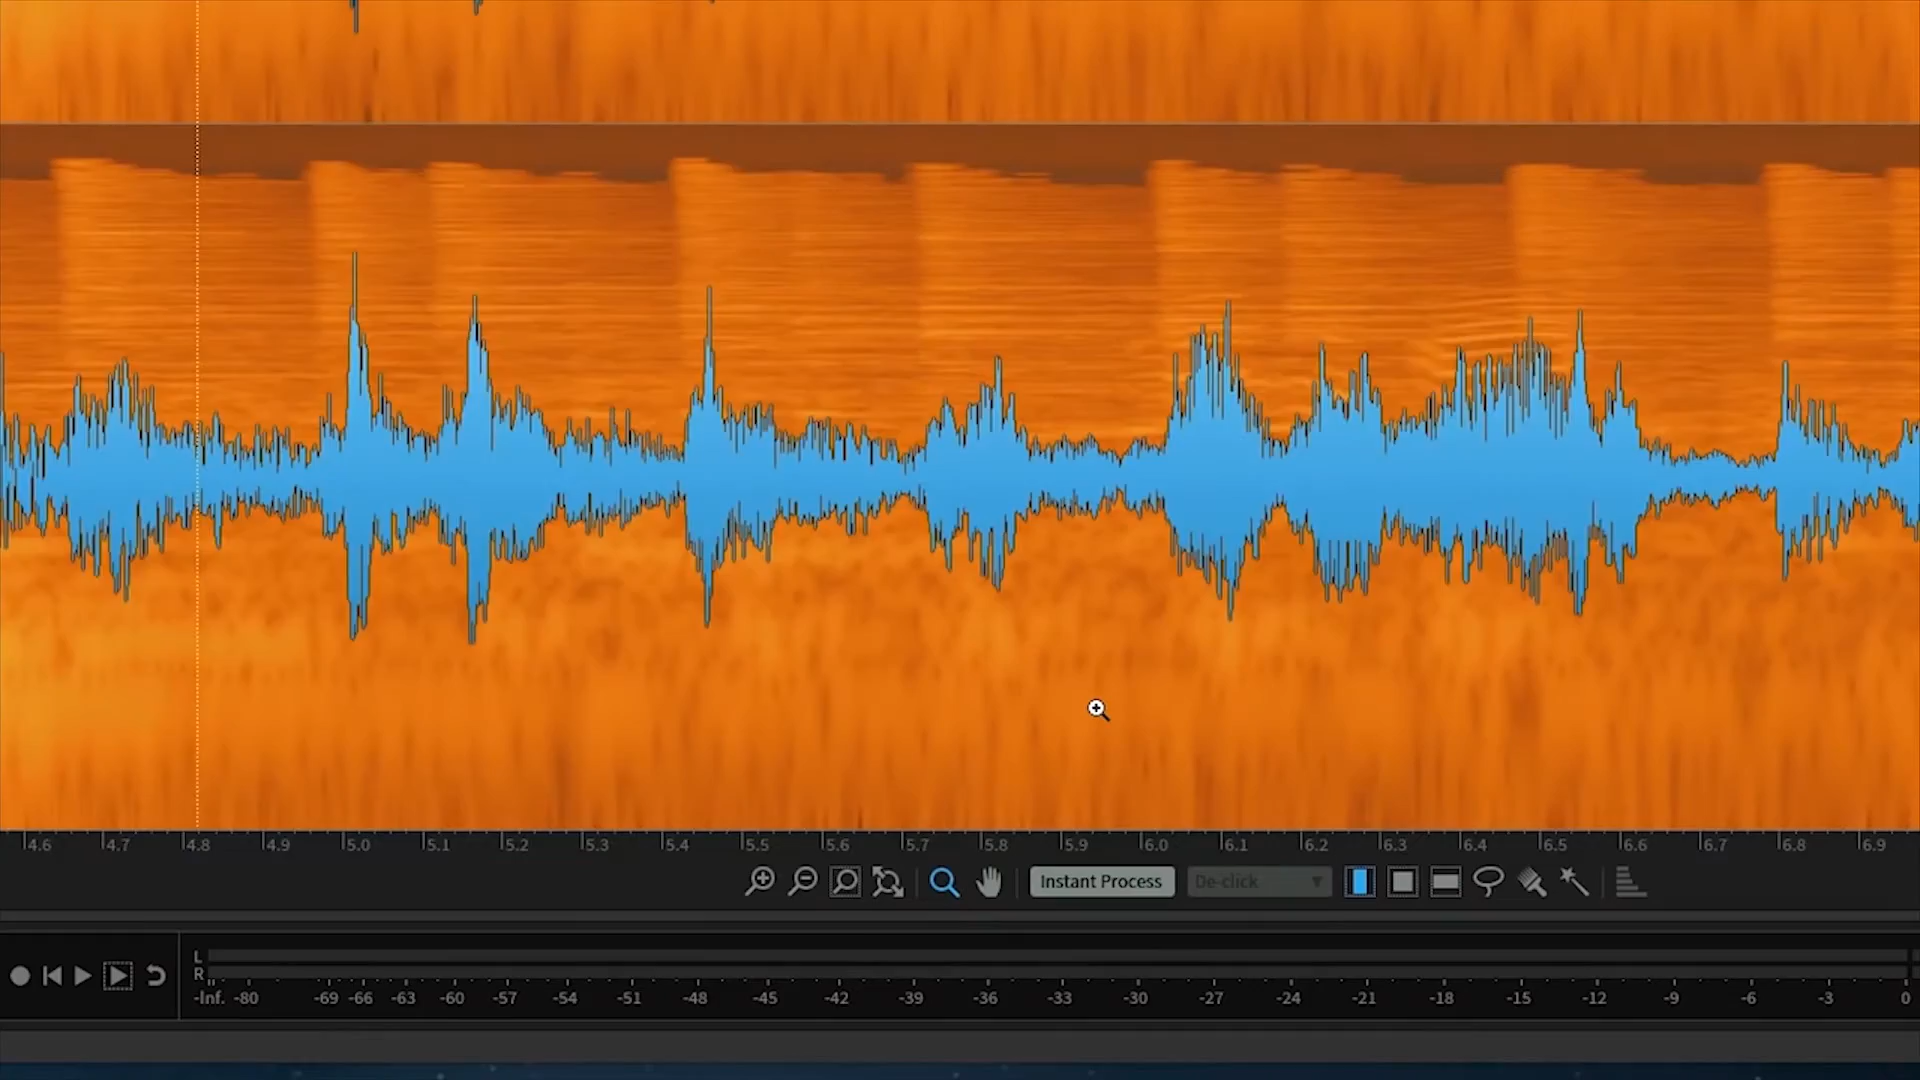 4.6 4.7 4.8 4.9 5.0 5.1 5.2 5.3 5.4 5.5 5.6 5.7 5.8 5.9 6.0 6.1 6.2 6.3 6.4 6.5 6.6 6.7 6.8 6.9
Instant Process De-click
L
R
-Inf. -80 -69 -66 -63 -60 -57 -54 -51 -48 -45 -42 -39 -36 -33 -30 -27 -24 -21 -18 -15 -12 -9 -6 -3 0